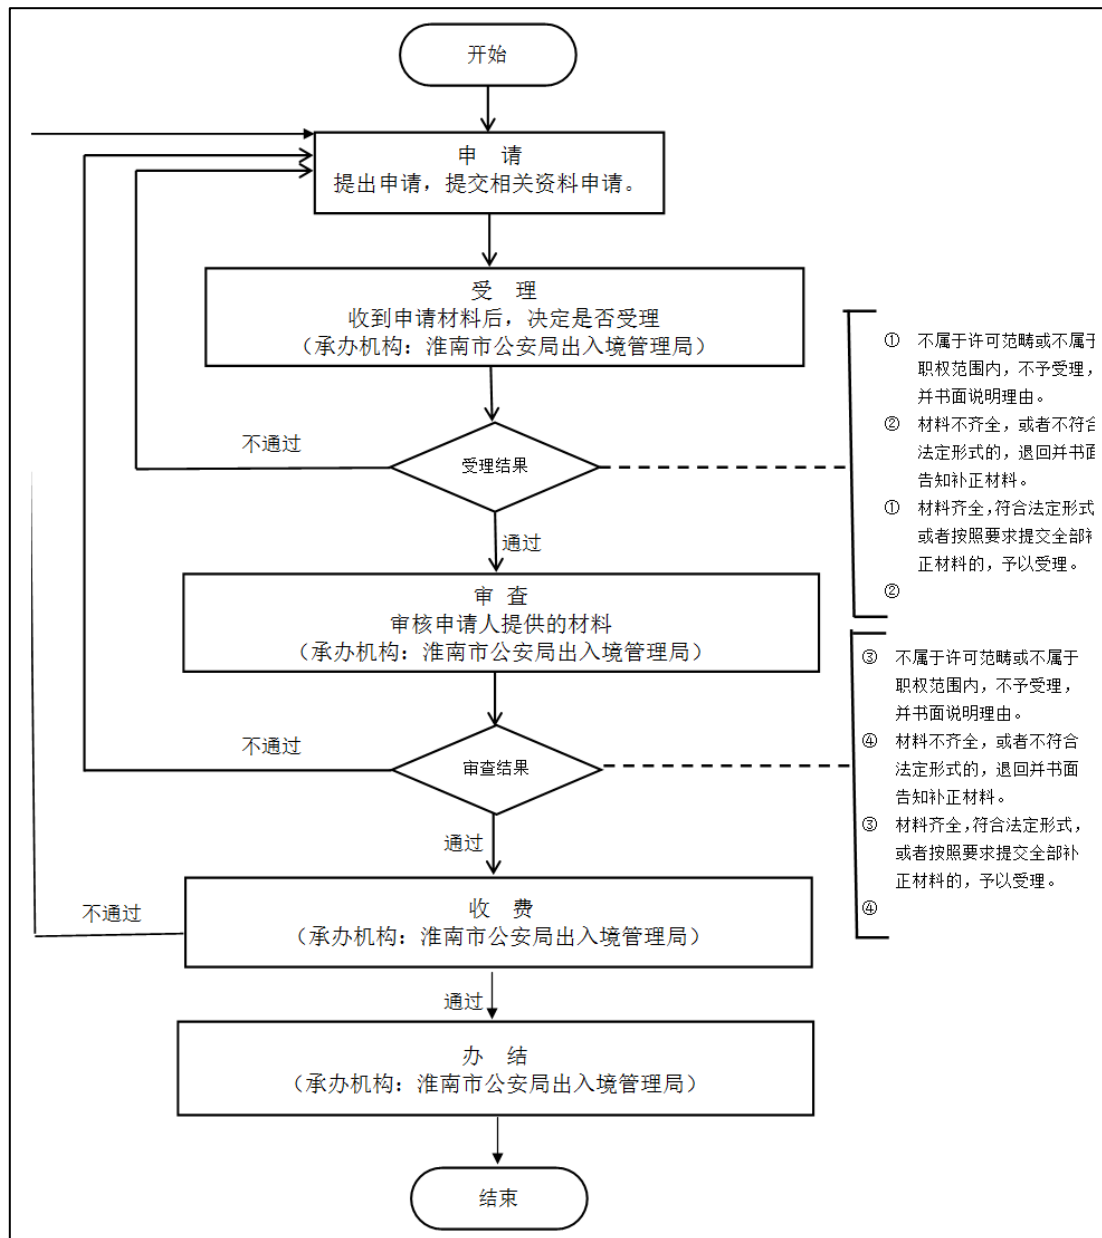 开始
申 请
提出申请，提交相关资料申请。
受 理
收到申请材料后，决定是否受理
（承办机构：淮南市公安局出入境管理局）
不通过
受理结果
通过
① 不属于许可范畴或不属于
职权范围内，不予受理，
并书面说明理由。
② 材料不齐全，或者不符合
法定形式的，退回并书面
告知补正材料。
① 材料齐全，符合法定形式
或者按照要求提交全部补
正材料的，予以受理。
②
审 查
审核申请人提供的材料
（承办机构：淮南市公安局出入境管理局）
不通过
审查结果
通过
③ 不属于许可范畴或不属于
职权范围内，不予受理，
并书面说明理由。
④ 材料不齐全，或者不符合
法定形式的，退回并书面
告知补正材料。
③ 材料齐全，符合法定形式，
或者按照要求提交全部补
正材料的，予以受理。
④
不通过
收 费
（承办机构：淮南市公安局出入境管理局）
通过
办 结
（承办机构：淮南市公安局出入境管理局）
结束